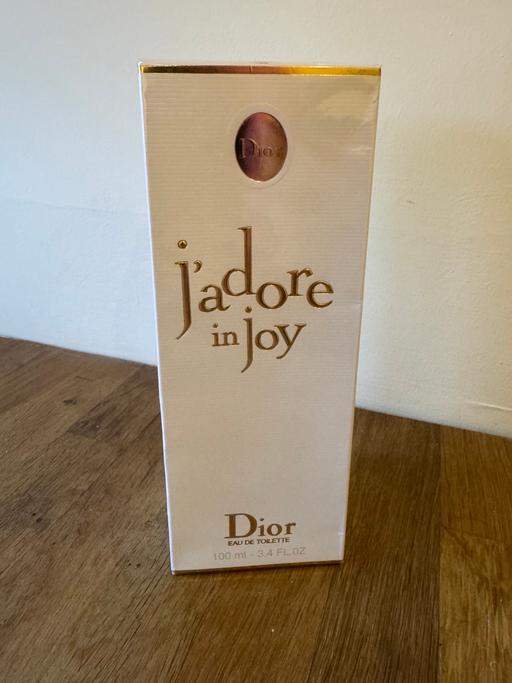 Dior
j'adore
in joy
Dior
EAU DE TOILETTE
100 ml - 3.4 FL.OZ